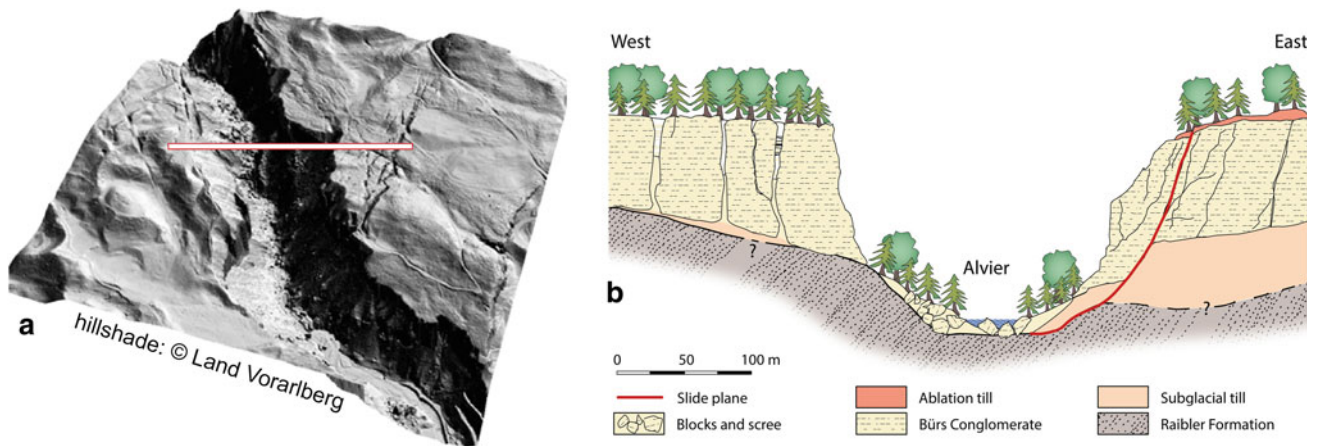 a
hillshade: © Land Vorarlberg
West
East
?
Alvier
?
b
0 50 100 m
Slide plane
Blocks and scree
Ablation till
Bürs Conglomerate
Subglacial till
Raibler Formation